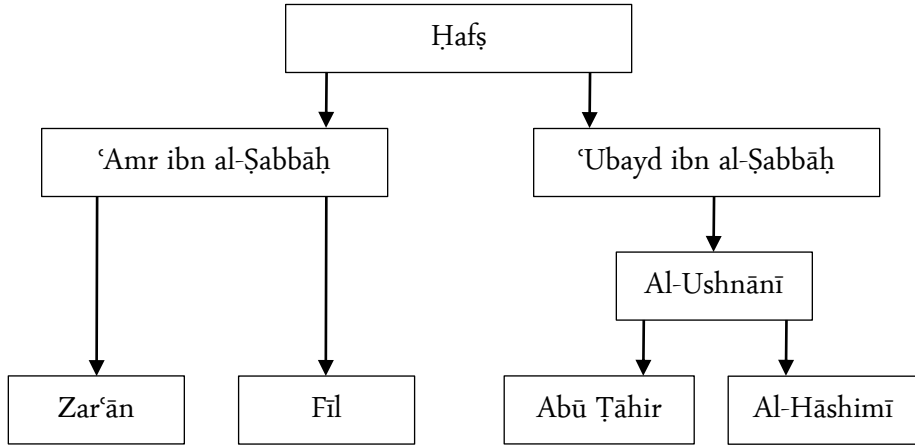 Ḥafṣ
ʿAmr ibn al-Ṣabbāḥ
ʿUbayd ibn al-Ṣabbāḥ
Al-Ushnānī
Zarʿān
Fīl
Abū Ṭāhir
Al-Hāshimī